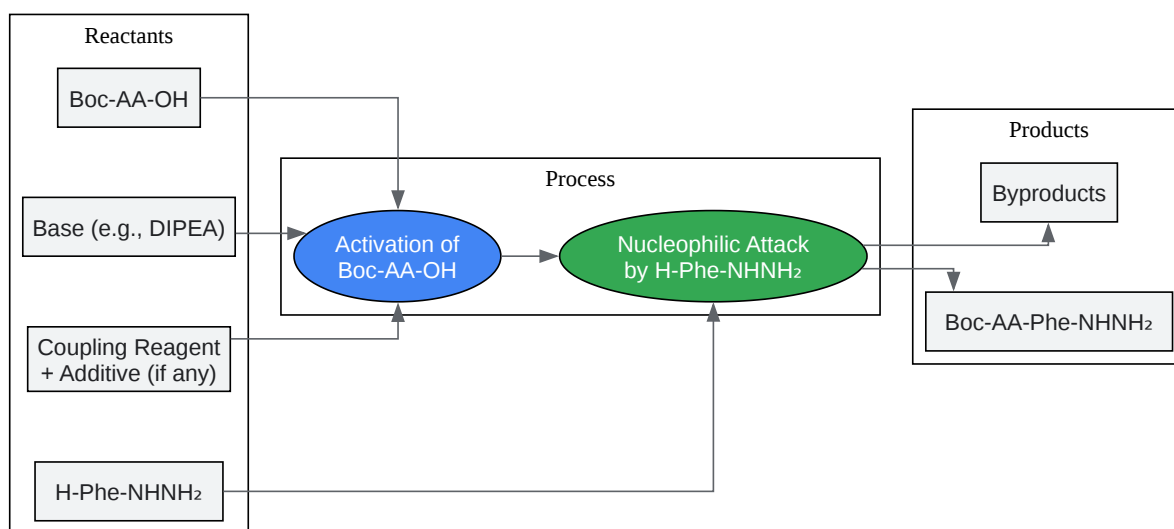 Reactants
Boc-AA-OH
Base (e.g., DIPEA)
Coupling Reagent
+ Additive (if any)
H-Phe-NHNH₂
Process
Activation of
Boc-AA-OH
Nucleophilic Attack
by H-Phe-NHNH₂
Products
Byproducts
Boc-AA-Phe-NHNH₂